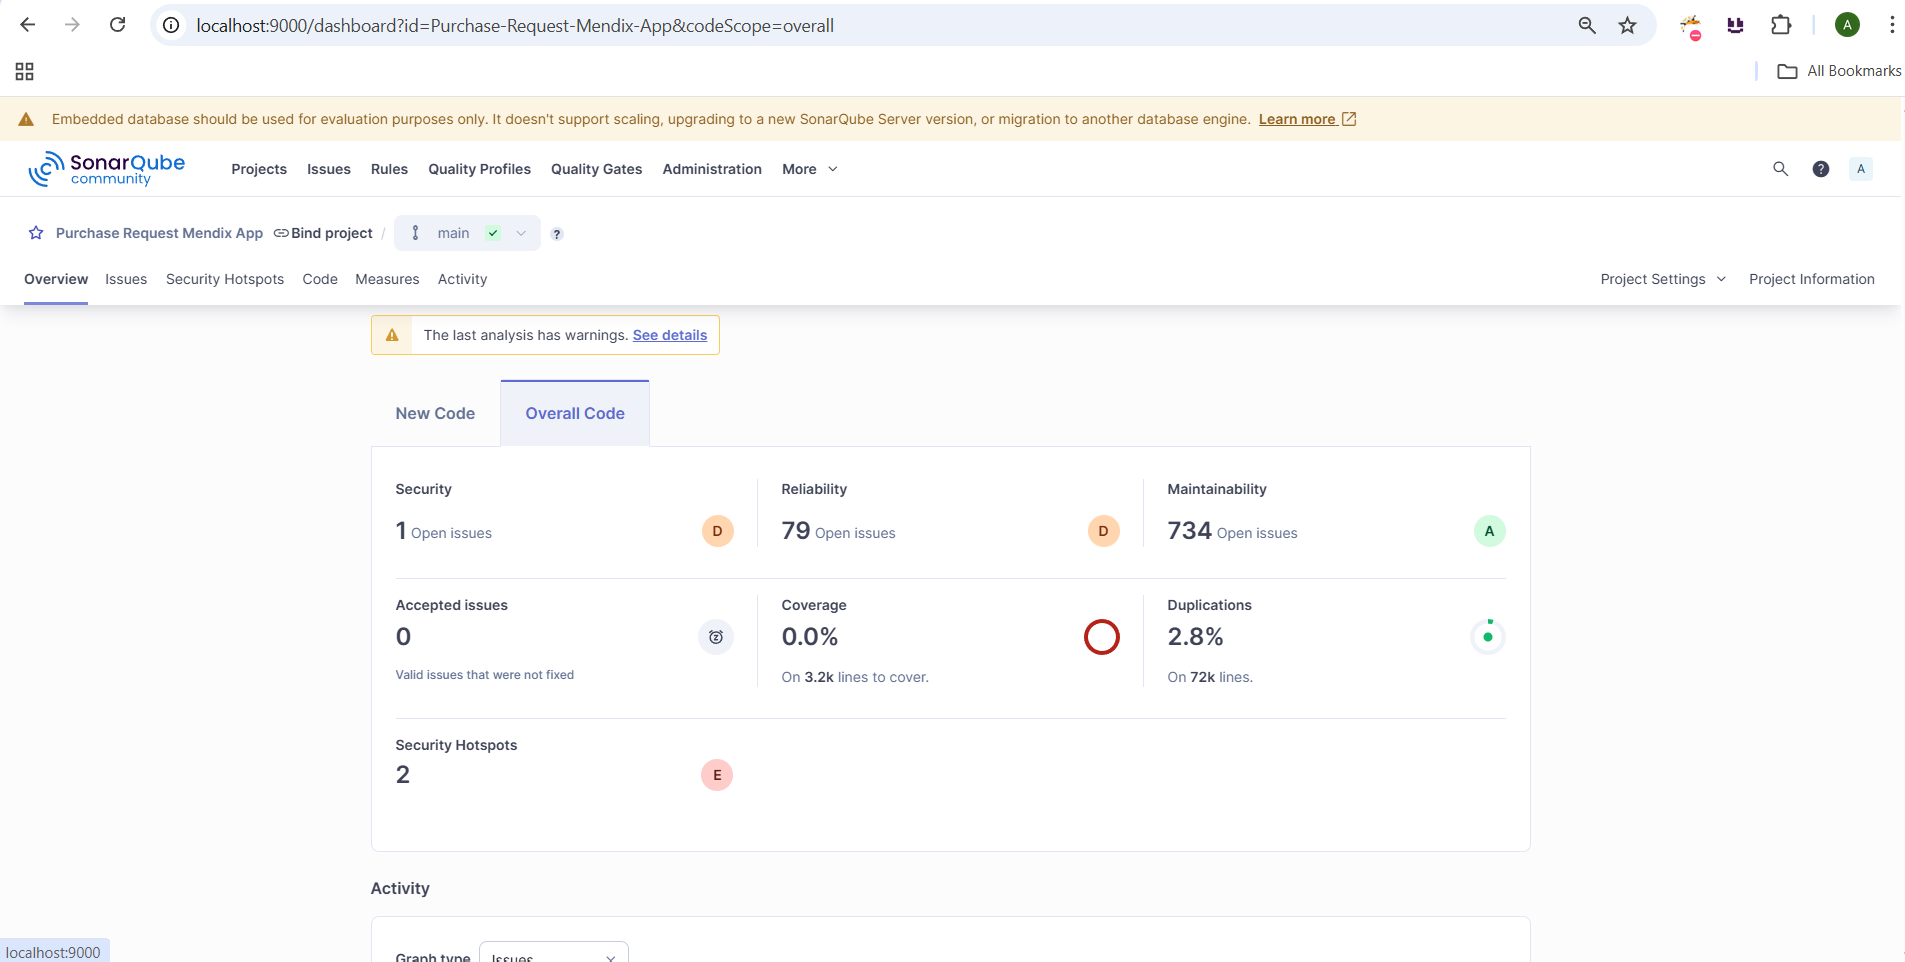 localhost:9000/dashboard?id=Purchase-Request-Mendix-App&codeScope=overall
A
All Bookmarks
Embedded database should be used for evaluation purposes only. It doesn't support scaling, upgrading to a new SonarQube Server version, or migration to another database engine. Learn more
SonarQube community
Projects Issues Rules Quality Profiles Quality Gates Administration More
? A
Purchase Request Mendix App Bind project / main ?
Overview Issues Security Hotspots Code Measures Activity
Project Settings Project Information
The last analysis has warnings. See details
New Code Overall Code
Security Reliability Maintainability
1 Open issues D 79 Open issues D 734 Open issues A
Accepted issues Coverage Duplications
0 0.0% 2.8%
Valid issues that were not fixed On 3.2k lines to cover. On 72k lines.
Security Hotspots
2 E
Activity
Graph type Issues
localhost:9000